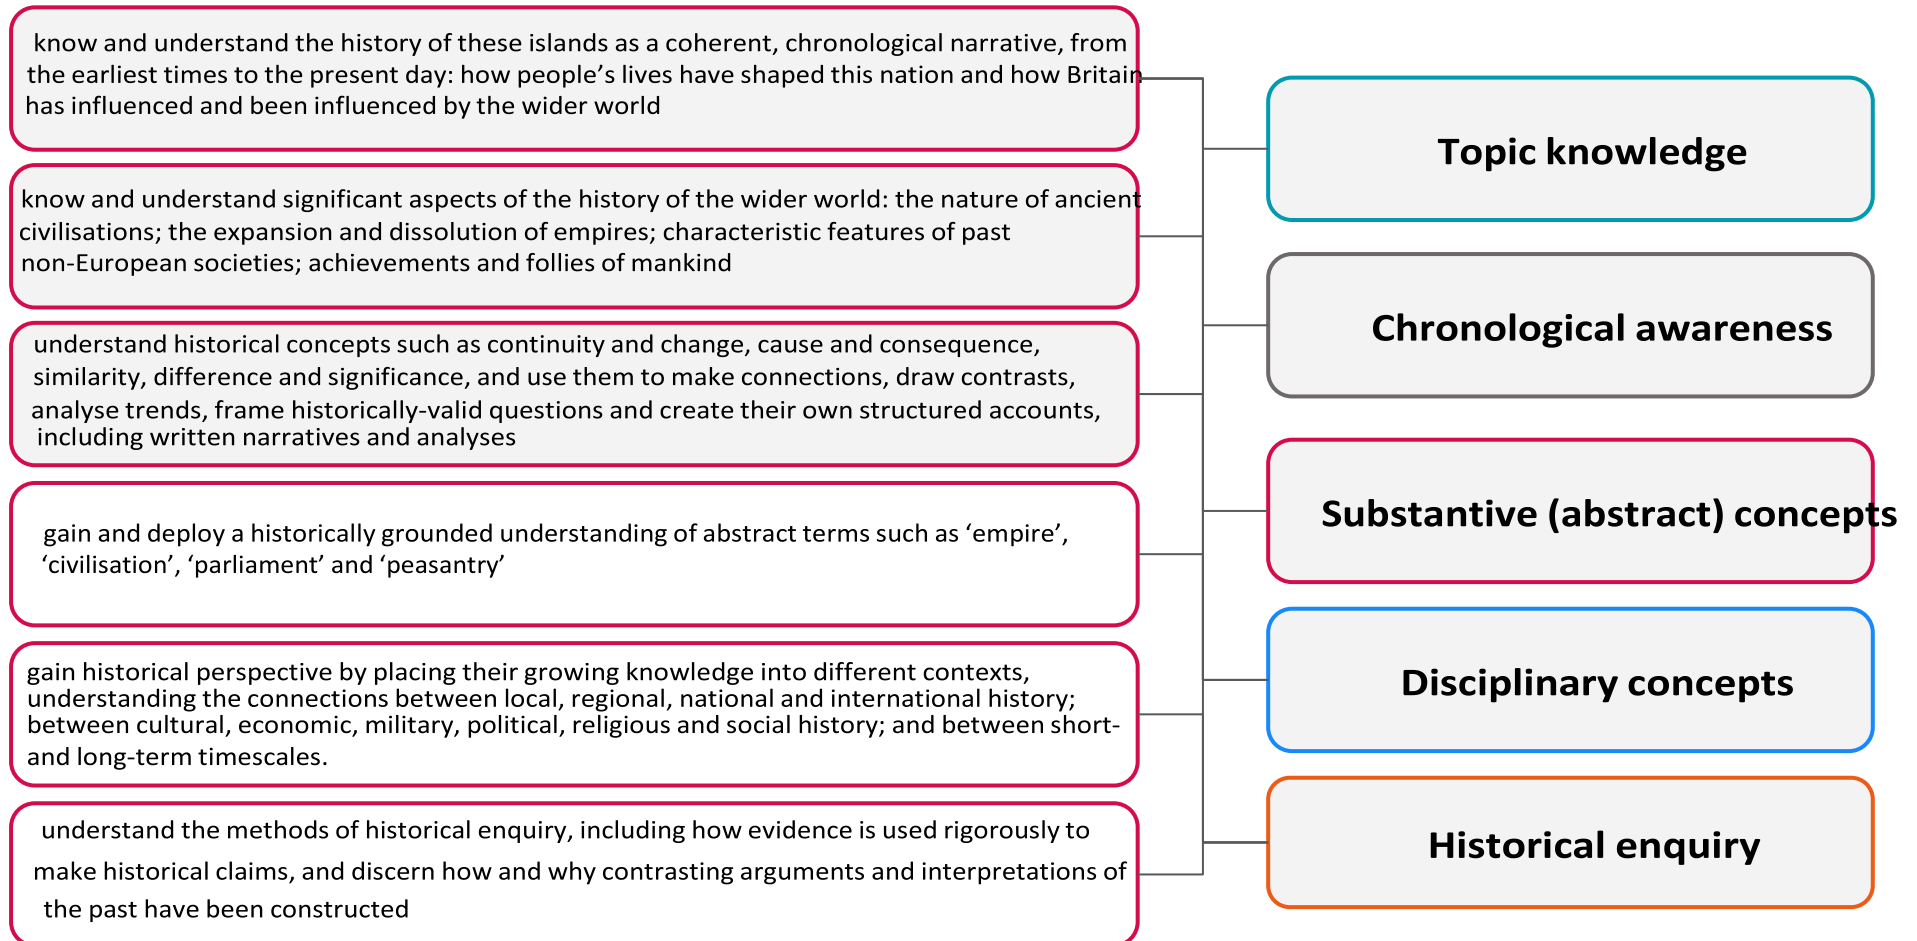 know and understand the history of these islands as a coherent, chronological narrative, from
the earliest times to the present day: how people’s lives have shaped this nation and how Britain
has influenced and been influenced by the wider world
know and understand significant aspects of the history of the wider world: the nature of ancient
civilisations; the expansion and dissolution of empires; characteristic features of past
non-European societies; achievements and follies of mankind
understand historical concepts such as continuity and change, cause and consequence,
similarity, difference and significance, and use them to make connections, draw contrasts,
analyse trends, frame historically-valid questions and create their own structured accounts,
including written narratives and analyses
gain and deploy a historically grounded understanding of abstract terms such as ‘empire’,
‘civilisation’, ‘parliament’ and ‘peasantry’
gain historical perspective by placing their growing knowledge into different contexts,
understanding the connections between local, regional, national and international history;
between cultural, economic, military, political, religious and social history; and between short-
and long-term timescales.
understand the methods of historical enquiry, including how evidence is used rigorously to
make historical claims, and discern how and why contrasting arguments and interpretations of
the past have been constructed
Topic knowledge
Chronological awareness
Substantive (abstract) concepts
Disciplinary concepts
Historical enquiry